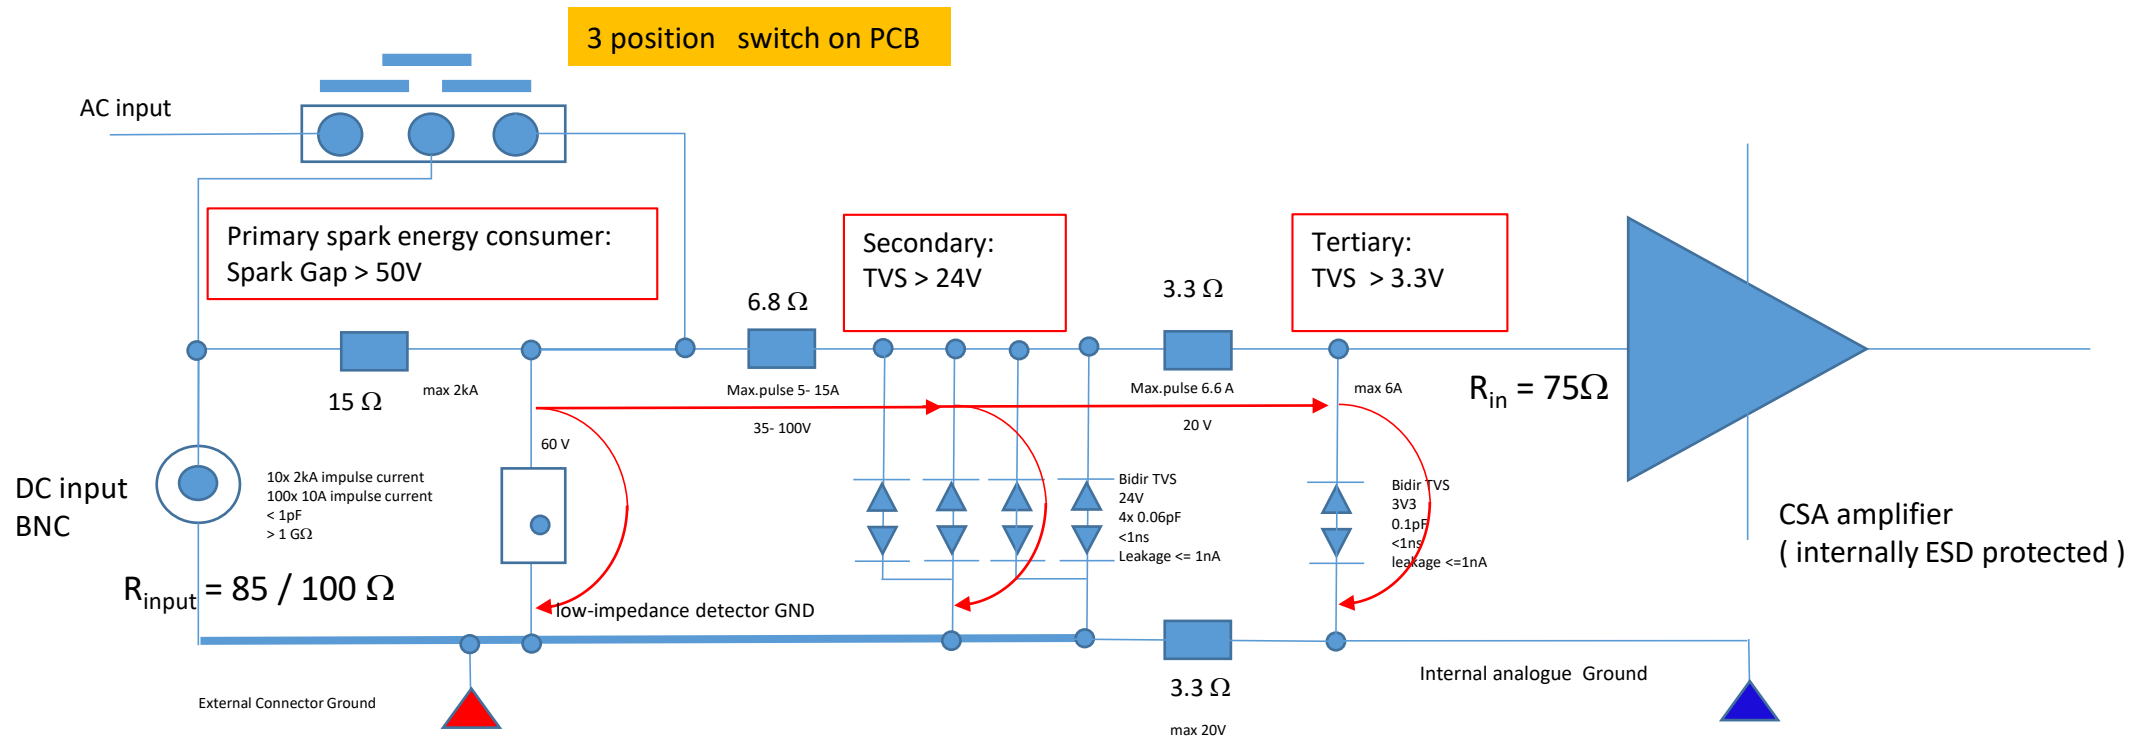 3 position switch on PCB
AC input
Primary spark energy consumer:
Spark Gap > 50V
Secondary:
TVS > 24V
Tertiary:
TVS > 3.3V
6.8 Ω
3.3 Ω
15 Ω
max 2kA
Max.pulse 5- 15A
35- 100V
Max.pulse 6.6 A
20 V
max 6A
Rin = 75Ω
60 V
DC input
BNC
10x 2kA impulse current
100x 10A impulse current
< 1pF
> 1 GΩ
Bidir TVS
24V
4x 0.06pF
<1ns
Leakage <= 1nA
Bidir TVS
3V3
0.1pF
<1ns
leakage <=1nA
CSA amplifier
( internally ESD protected )
Rinput = 85 / 100 Ω
low-impedance detector GND
External Connector Ground
3.3 Ω
max 20V
Internal analogue Ground